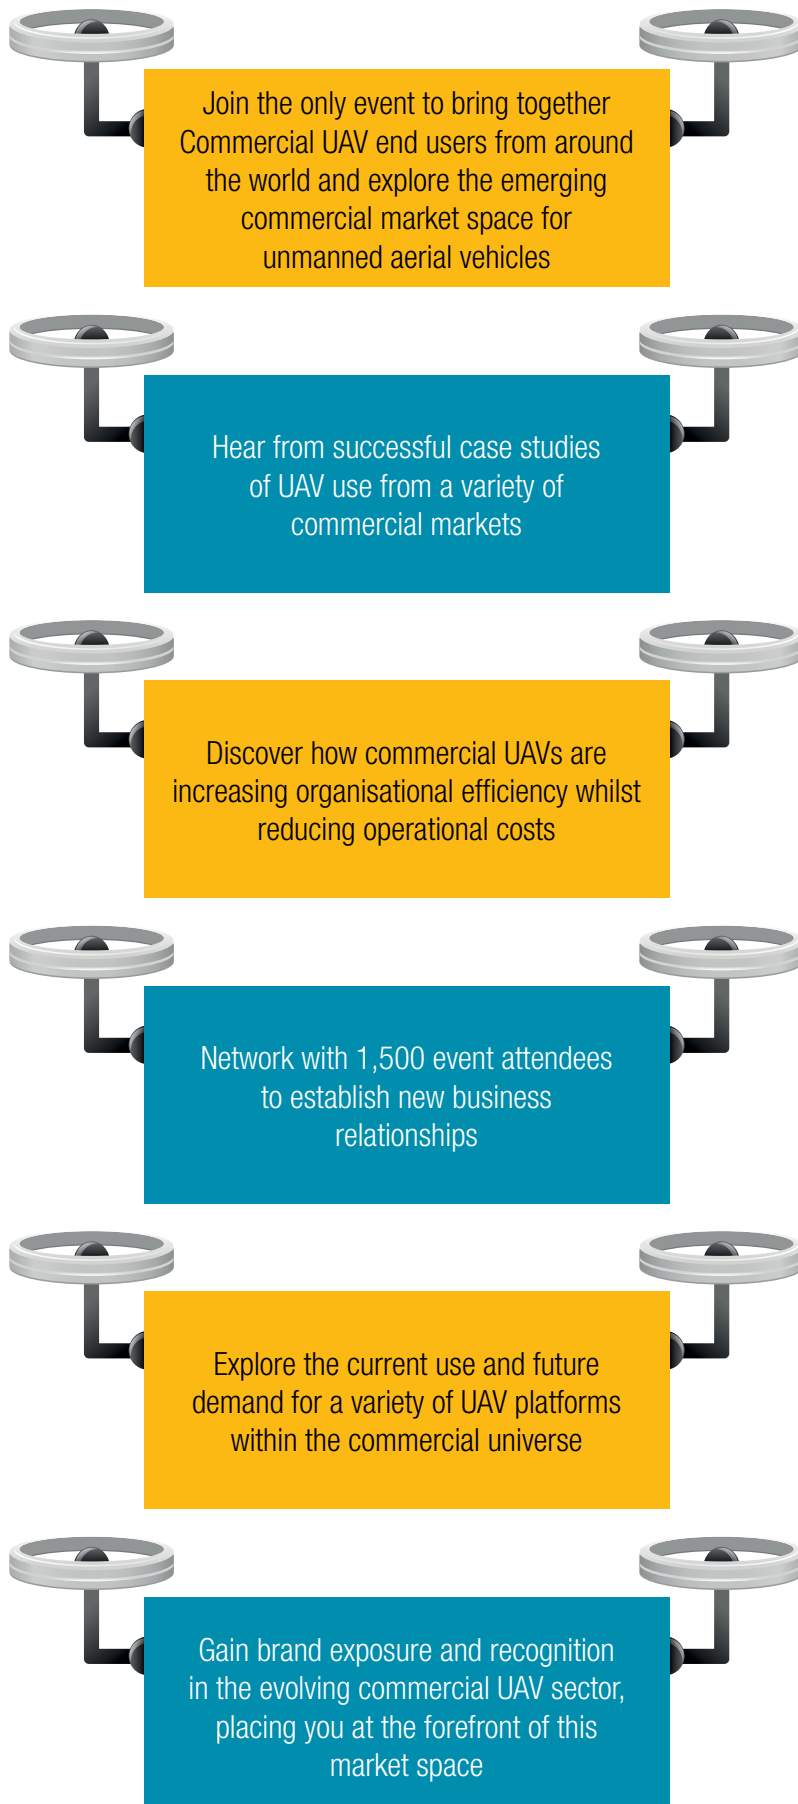 Join the only event to bring together
Commercial UAV end users from around
the world and explore the emerging
commercial market space for
unmanned aerial vehicles
Hear from successful case studies
of UAV use from a variety of
commercial markets
Discover how commercial UAVs are
increasing organisational efficiency whilst
reducing operational costs
Network with 1,500 event attendees
to establish new business
relationships
Explore the current use and future
demand for a variety of UAV platforms
within the commercial universe
Gain brand exposure and recognition
in the evolving commercial UAV sector,
placing you at the forefront of this
market space